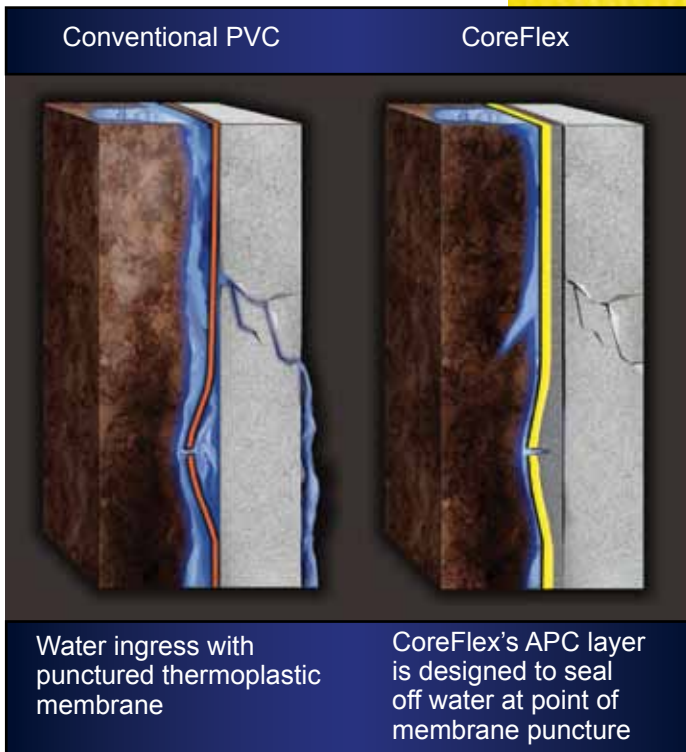 Conventional PVC
CoreFlex
Water ingress with
punctured thermoplastic
membrane
CoreFlex’s APC layer
is designed to seal
off water at point of
membrane puncture